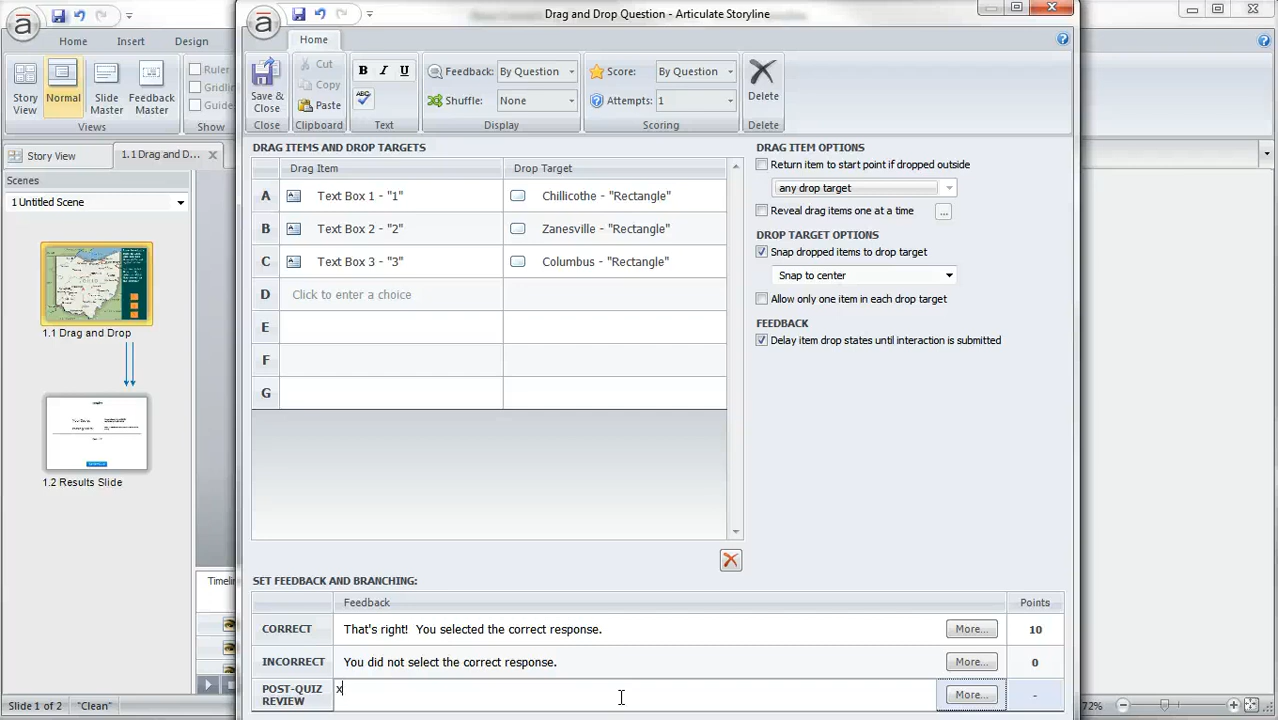 Drag and Drop Question - Articulate Storyline
Home
Insert
Design
Home
Story
View
Normal
Slide
Master
Feedback
Master
Views
Ruler
Gridlin
Guide
Show
Save &
Close
Close
Cut
Copy
Paste
Clipboard
B I U
Text
Feedback: By Question
Shuffle: None
Display
Score: By Question
Attempts: 1
Scoring
Delete
Delete
Story View
1.1 Drag and D...
Scenes
1 Untitled Scene
1.1 Drag and Drop
1.2 Results Slide
DRAG ITEMS AND DROP TARGETS
Drag Item Drop Target
A Text Box 1 - "1" Chillicothe - "Rectangle"
B Text Box 2 - "2" Zanesville - "Rectangle"
C Text Box 3 - "3" Columbus - "Rectangle"
D Click to enter a choice
E
F
G
DRAG ITEM OPTIONS
Return item to start point if dropped outside
any drop target
Reveal drag items one at a time ...
DROP TARGET OPTIONS
Snap dropped items to drop target
Snap to center
Allow only one item in each drop target
FEEDBACK
Delay item drop states until interaction is submitted
SET FEEDBACK AND BRANCHING:
Feedback Points
CORRECT That's right! You selected the correct response. More... 10
INCORRECT You did not select the correct response. More... 0
POST-QUIZ
REVIEW x More... -
Timelin
Slide 1 of 2 "Clean" 72%